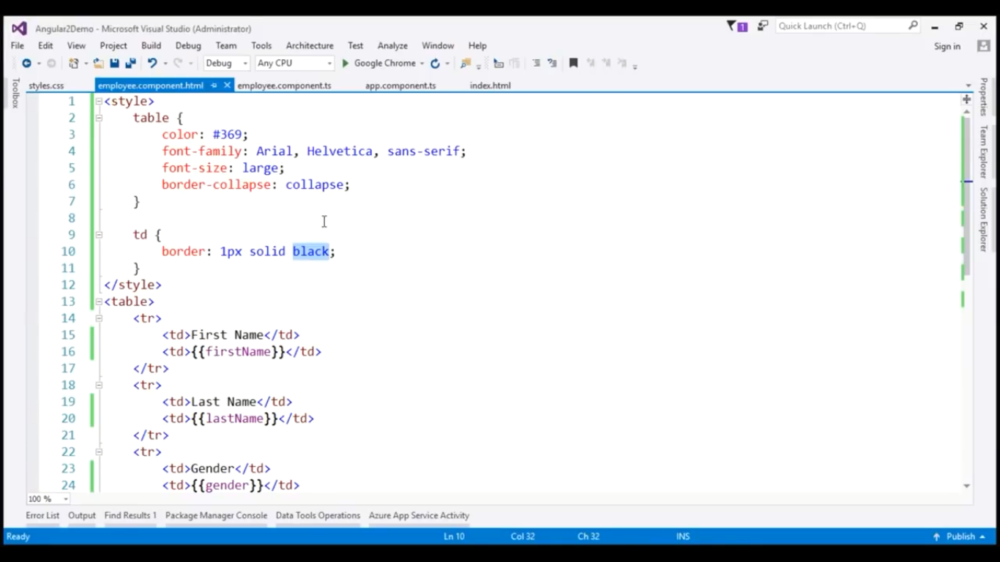 Angular2Demo - Microsoft Visual Studio (Administrator)
1
Quick Launch (Ctrl+Q)
File Edit View Project Build Debug Team Tools Architecture Test Analyze Window Help
Sign in
Debug Any CPU Google Chrome
styles.css employee.component.html employee.component.ts app.component.ts index.html
Toolbox
1 <style>
2 table {
3 color: #369;
4 font-family: Arial, Helvetica, sans-serif;
5 font-size: large;
6 border-collapse: collapse;
7 }
8
9 td {
10 border: 1px solid black;
11 }
12 </style>
13 <table>
14 <tr>
15 <td>First Name</td>
16 <td>{{firstName}}</td>
17 </tr>
18 <tr>
19 <td>Last Name</td>
20 <td>{{lastName}}</td>
21 </tr>
22 <tr>
23 <td>Gender</td>
24 <td>{{gender}}</td>
Properties
Team Explorer
Solution Explorer
100 %
Error List Output Find Results 1 Package Manager Console Data Tools Operations Azure App Service Activity
Ready Ln 10 Col 32 Ch 32 INS Publish